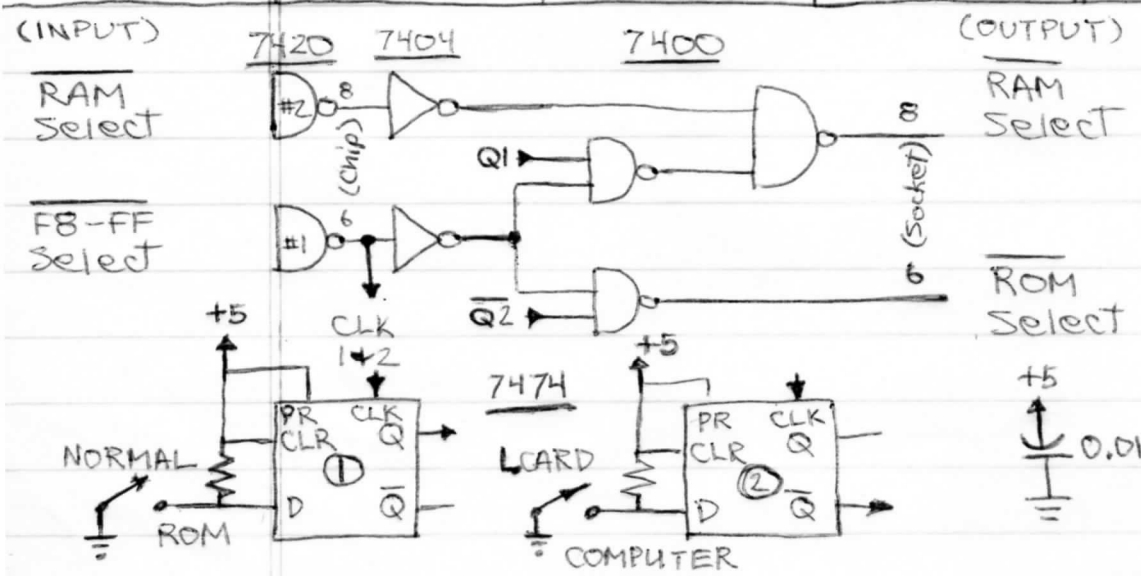 (INPUT) 7420 7404 7400 (OUTPUT)
RAM Select
#2 8
(Chip)
8
RAM Select
Q1
(Socket)
F8-FF Select
#1 6
6
Q2
ROM Select
+5
CLK 1+2
+5
+5
7474
PR CLK
CLR Q
1
D Q
NORMAL
ROM
PR CLK
CLR Q
2
D Q
CARD
COMPUTER
0.01